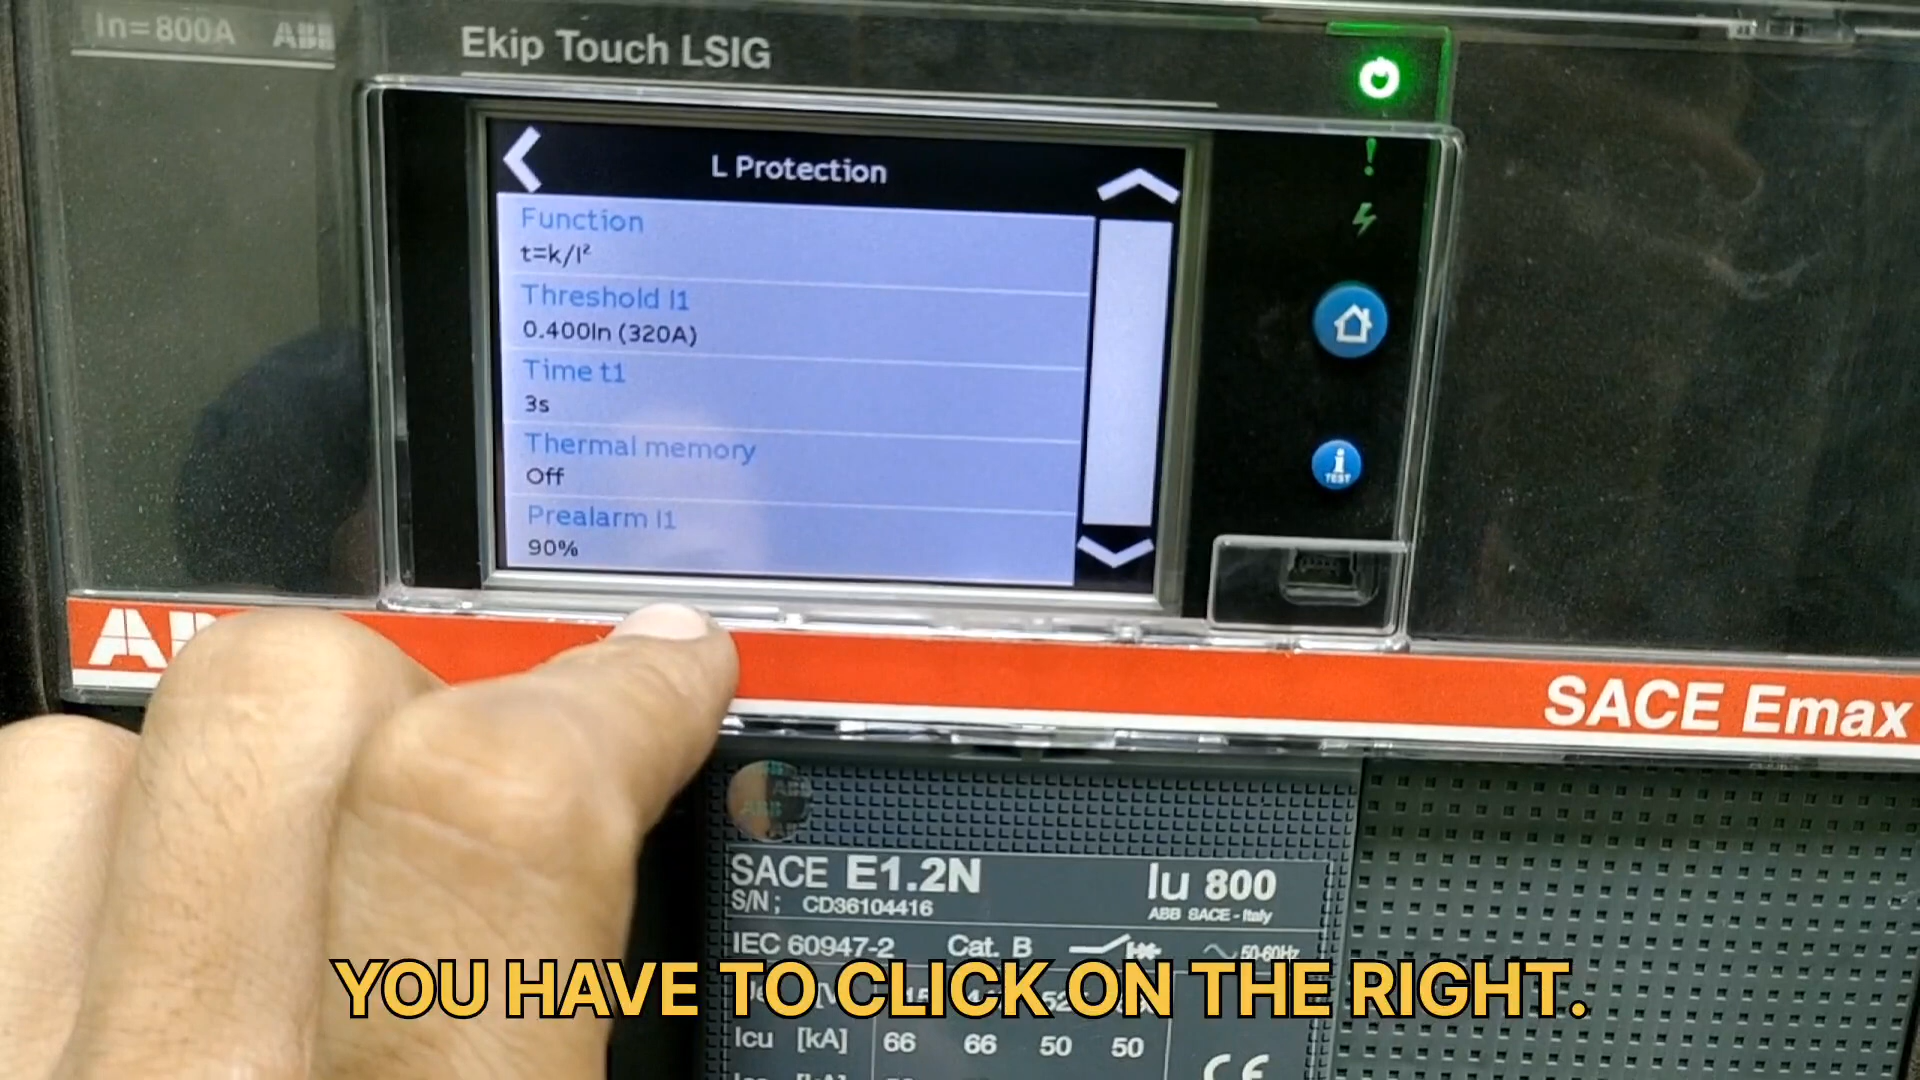 In=800A ABB
Ekip Touch LSIG
L Protection
Function
t=k/I²
Threshold I1
0.400In (320A)
Time t1
3s
Thermal memory
Off
Prealarm I1
90%
TEST
SACE Emax
SACE E1.2N
Iu 800
S/N; CD36104416
ABB SACE-Italy
IEC 60947-2 Cat. B 50-60Hz
YOU HAVE TO CLICK ON THE RIGHT.
Icu [kA] 66 66 50 50
CE